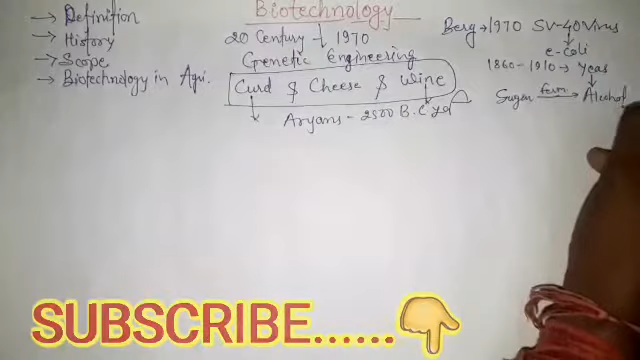 Biotechnology
→ Definition
→ History
→ Scope
→ Biotechnology in Agri.
20 Century ↓ 1970
Genetic Engineering
Curd & Cheese & Wine
Aryans - 2500 B.C
Berg → 1970 SV-40 Virus
e-coli
1860 - 1910 →
Sugar ferm. → Alcohol
SUBSCRIBE......